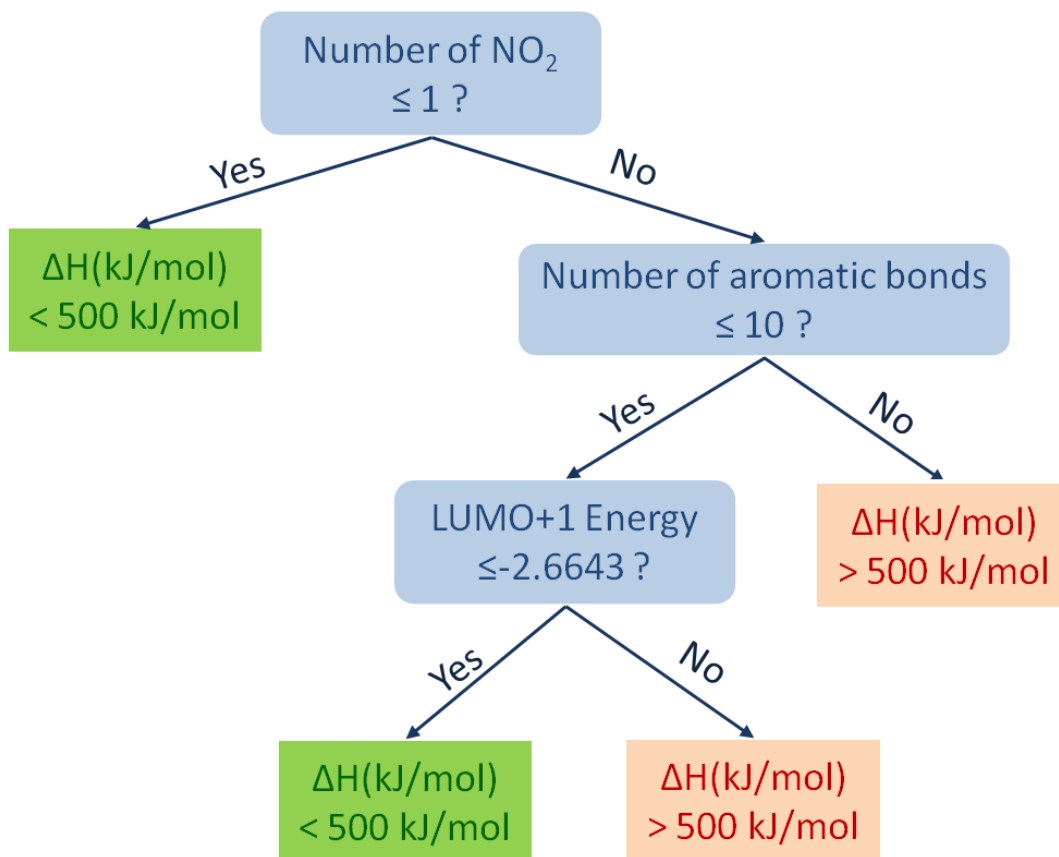 Number of NO₂
≤ 1 ?
Yes
No
ΔH(kJ/mol)
< 500 kJ/mol
Number of aromatic bonds
≤ 10 ?
Yes
No
LUMO+1 Energy
≤-2.6643 ?
ΔH(kJ/mol)
> 500 kJ/mol
Yes
No
ΔH(kJ/mol)
< 500 kJ/mol
ΔH(kJ/mol)
> 500 kJ/mol